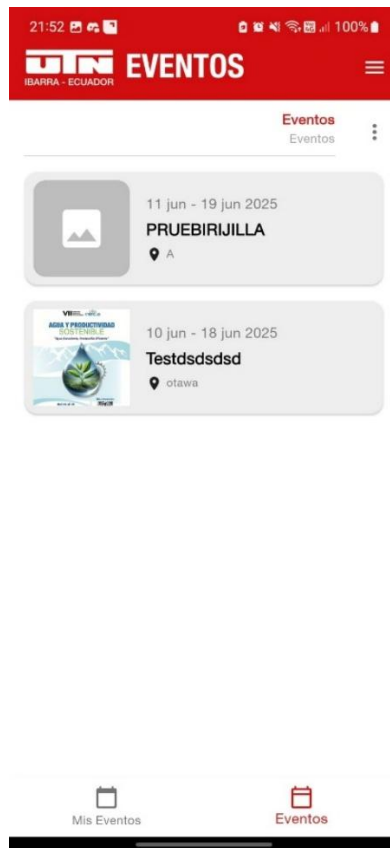 21:52 100%
UTN EVENTOS
IBARRA - ECUADOR
Eventos
Eventos
11 jun - 19 jun 2025
PRUEBIRIJILLA
A
AGUA Y PRODUCTIVIDAD
SOSTENIBLE
10 jun - 18 jun 2025
Testdsdsdsd
otawa
Mis Eventos
Eventos